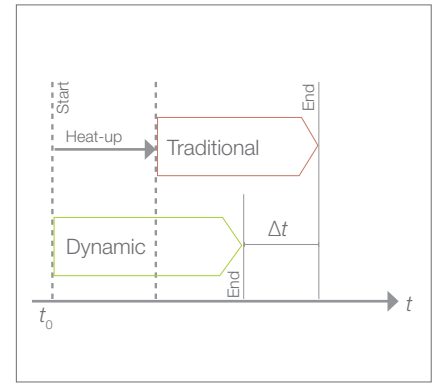 Start
End
Heat-up
Traditional
Δt
Dynamic
End
t
t₀